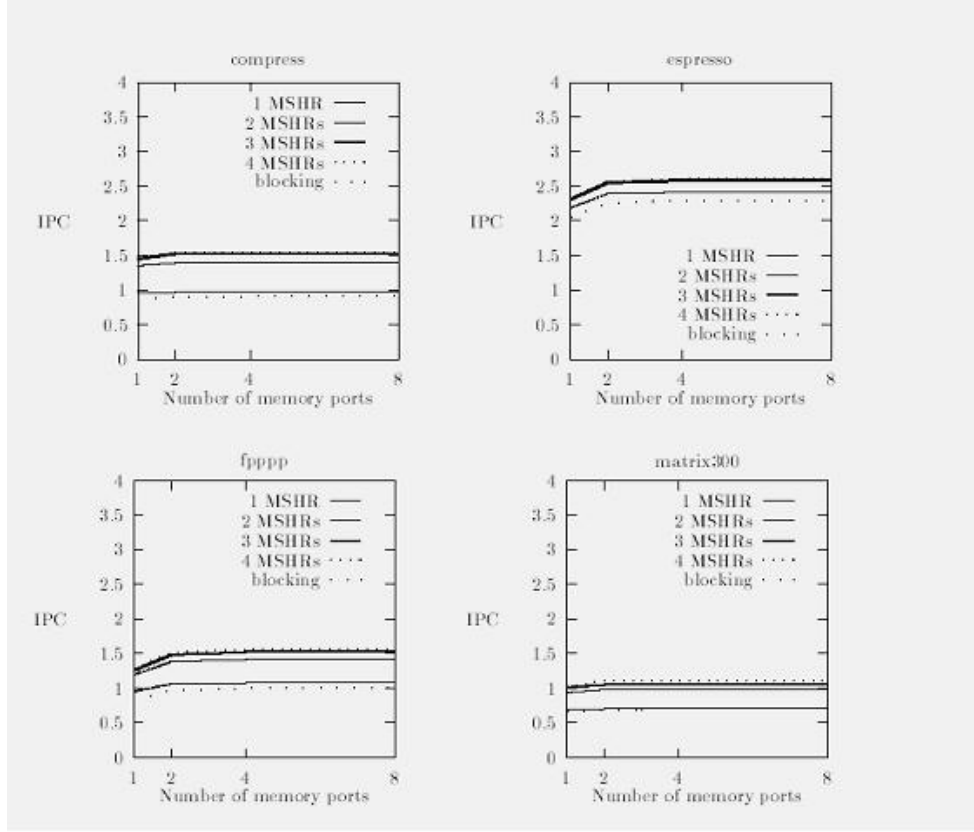 compress
4
3.5
3
2.5
2
1.5
1
0.5
0
IPC
1 MSHR
2 MSHRs
3 MSHRs
4 MSHRs
blocking
1 2 4 8
Number of memory ports
espresso
4
3.5
3
2.5
2
1.5
1
0.5
0
IPC
1 MSHR
2 MSHRs
3 MSHRs
4 MSHRs
blocking
1 2 4 8
Number of memory ports
fpppp
4
3.5
3
2.5
2
1.5
1
0.5
0
IPC
1 MSHR
2 MSHRs
3 MSHRs
4 MSHRs
blocking
1 2 4 8
Number of memory ports
matrix300
4
3.5
3
2.5
2
1.5
1
0.5
0
IPC
1 MSHR
2 MSHRs
3 MSHRs
4 MSHRs
blocking
1 2 4 8
Number of memory ports